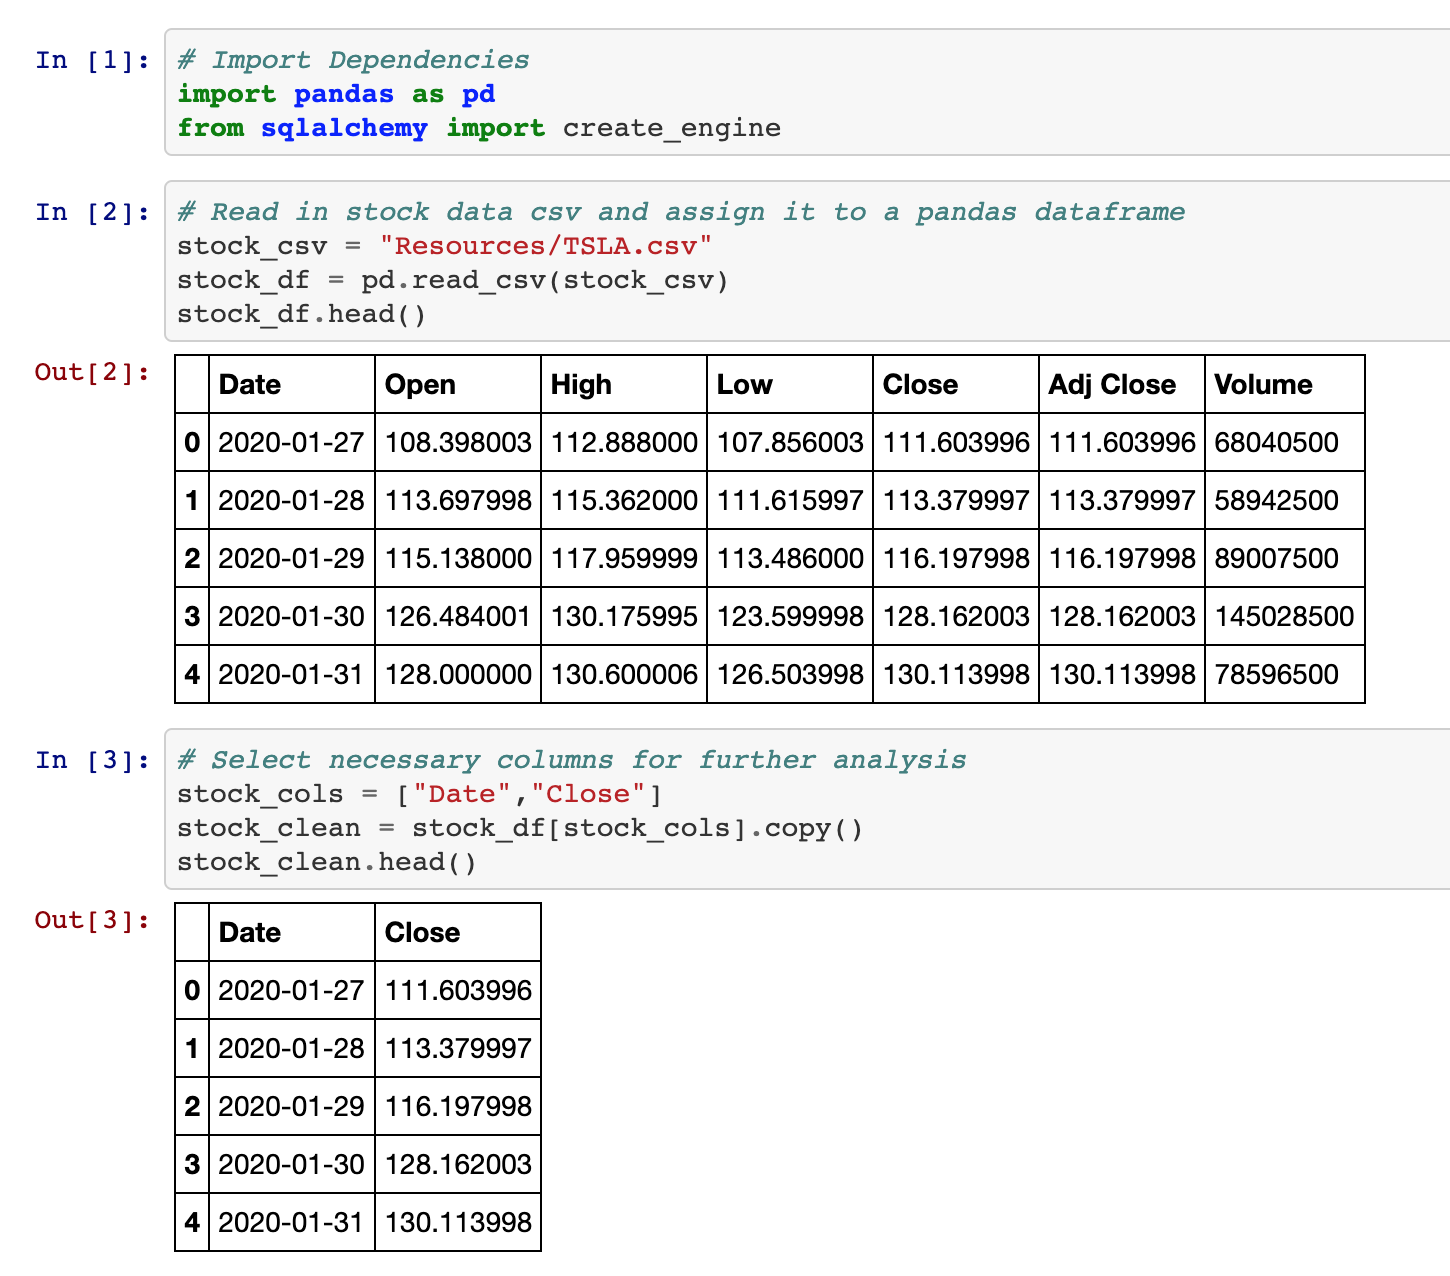 In [1]: # Import Dependencies
import pandas as pd
from sqlalchemy import create_engine
In [2]: # Read in stock data csv and assign it to a pandas dataframe
stock_csv = "Resources/TSLA.csv"
stock_df = pd.read_csv(stock_csv)
stock_df.head()
Out[2]: Date Open High Low Close Adj Close Volume
0 2020-01-27 108.398003 112.888000 107.856003 111.603996 111.603996 68040500
1 2020-01-28 113.697998 115.362000 111.615997 113.379997 113.379997 58942500
2 2020-01-29 115.138000 117.959999 113.486000 116.197998 116.197998 89007500
3 2020-01-30 126.484001 130.175995 123.599998 128.162003 128.162003 145028500
4 2020-01-31 128.000000 130.600006 126.503998 130.113998 130.113998 78596500
In [3]: # Select necessary columns for further analysis
stock_cols = ["Date","Close"]
stock_clean = stock_df[stock_cols].copy()
stock_clean.head()
Out[3]: Date Close
0 2020-01-27 111.603996
1 2020-01-28 113.379997
2 2020-01-29 116.197998
3 2020-01-30 128.162003
4 2020-01-31 130.113998